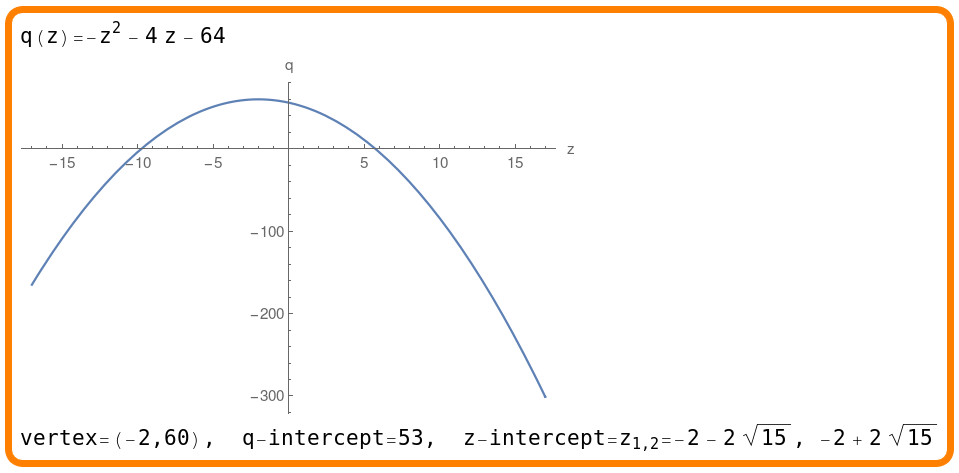 q(z)=-z² - 4 z - 64
q
-15 -10 -5 5 10 15 z
-100
-200
-300
vertex=(-2,60), q-intercept=53, z-intercept=z₁,₂=-2 - 2 √15, -2 + 2 √15